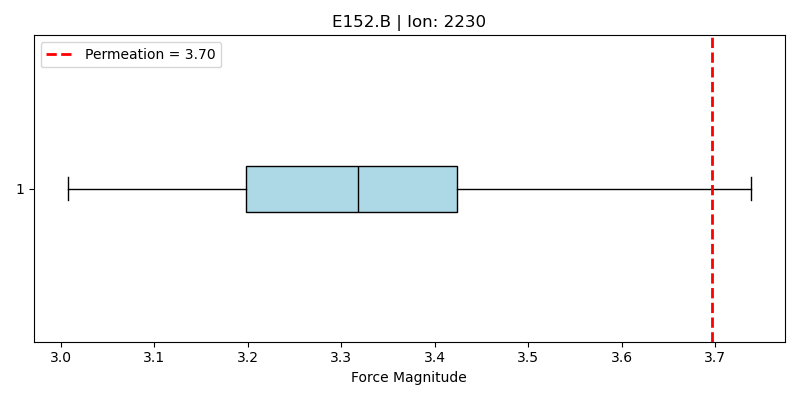 E152.B | Ion: 2230
Permeation = 3.70
1
3.0 3.1 3.2 3.3 3.4 3.5 3.6 3.7
Force Magnitude